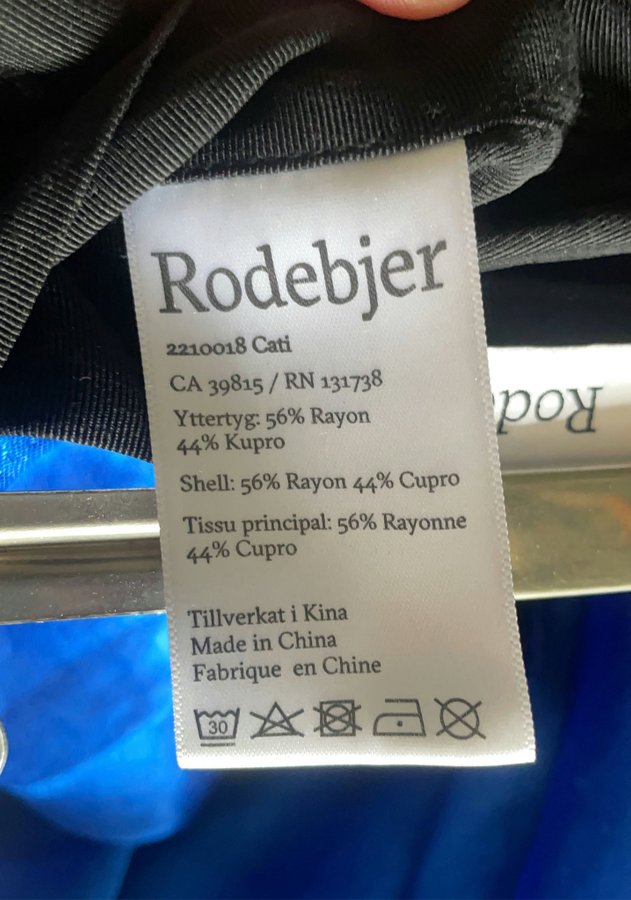 Rodebjer
2210018 Cati
CA 39815 / RN 131738
Yttertyg: 56% Rayon
44% Kupro
Shell: 56% Rayon 44% Cupro
Tissu principal: 56% Rayonne
44% Cupro
Tillverkat i Kina
Made in China
Fabrique en Chine
30